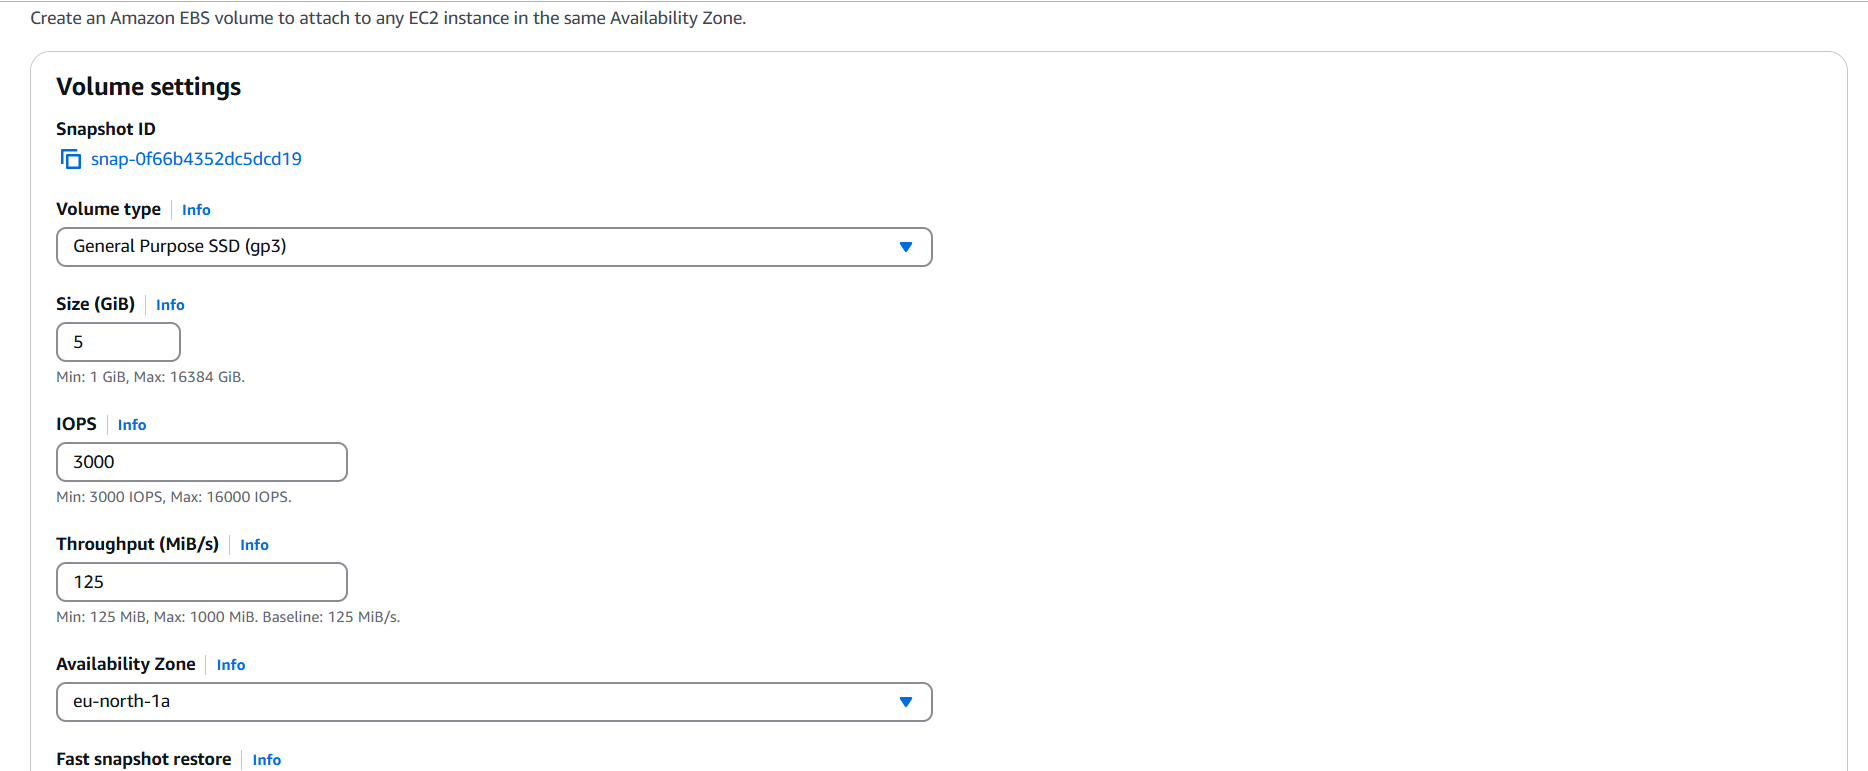 Create an Amazon EBS volume to attach to any EC2 instance in the same Availability Zone.
Volume settings
Snapshot ID
snap-0f66b4352dc5dcd19
Volume type Info
General Purpose SSD (gp3)
Size (GiB) Info
5
Min: 1 GiB, Max: 16384 GiB.
IOPS Info
3000
Min: 3000 IOPS, Max: 16000 IOPS.
Throughput (MiB/s) Info
125
Min: 125 MiB, Max: 1000 MiB. Baseline: 125 MiB/s.
Availability Zone Info
eu-north-1a
Fast snapshot restore Info